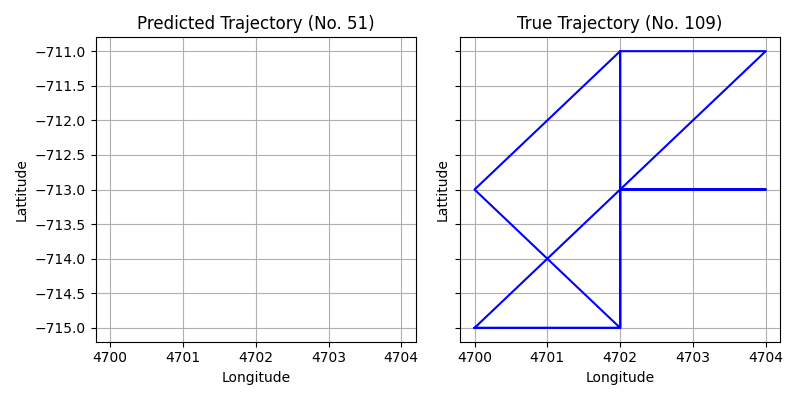 Predicted Trajectory (No. 51)
True Trajectory (No. 109)
−711.0
−711.5
−712.0
−712.5
−713.0
−713.5
−714.0
−714.5
−715.0
Lattitude
Lattitude
4700 4701 4702 4703 4704
4700 4701 4702 4703 4704
Longitude
Longitude